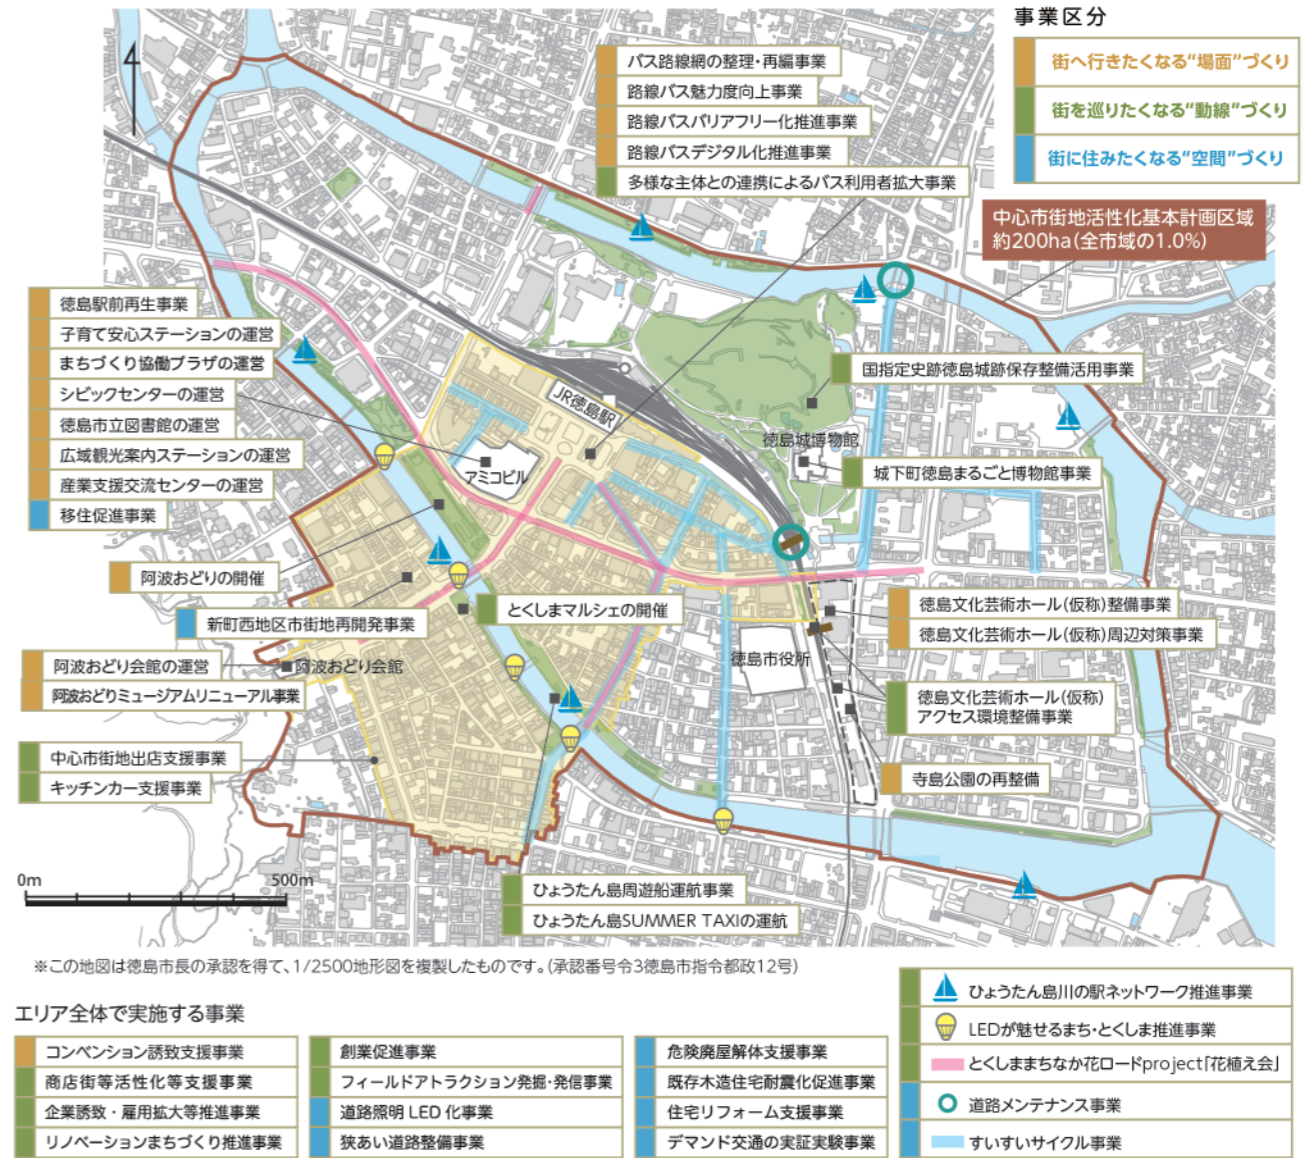 事業区分
街へ行きたくなる“場面”づくり
街を巡りたくなる“動線”づくり
街に住みたくなる“空間”づくり
バス路線網の整理・再編事業
路線バス魅力度向上事業
路線バスバリアフリー化推進事業
路線バスデジタル化推進事業
多様な主体との連携によるバス利用者拡大事業
中心市街地活性化基本計画区域
約200ha(全市域の1.0%)
徳島駅前再生事業
子育て安心ステーションの運営
まちづくり協働プラザの運営
シビックセンターの運営
徳島市立図書館の運営
広域観光案内ステーションの運営
産業支援交流センターの運営
移住促進事業
国指定史跡徳島城跡保存整備活用事業
JR徳島駅
徳島城博物館
アミコビル
城下町徳島まるごと博物館事業
阿波おどりの開催
とくしまマルシェの開催
新町西地区市街地再開発事業
徳島文化芸術ホール(仮称)整備事業
徳島文化芸術ホール(仮称)周辺対策事業
阿波おどり会館の運営
阿波おどりミュージアムリニューアル事業
阿波おどり会館
徳島市役所
徳島文化芸術ホール(仮称)
アクセス環境整備事業
中心市街地出店支援事業
キッチンカー支援事業
寺島公園の再整備
0m
500m
ひょうたん島周遊船運航事業
ひょうたん島SUMMER TAXIの運航
※この地図は徳島市長の承認を得て、1/2500地形図を複製したものです。(承認番号令3徳島市指令都政12号)
エリア全体で実施する事業
コンベンション誘致支援事業
商店街等活性化等支援事業
企業誘致・雇用拡大等推進事業
リノベーションまちづくり推進事業
創業促進事業
フィールドアトラクション発掘・発信事業
道路照明 LED 化事業
狭あい道路整備事業
危険廃屋解体支援事業
既存木造住宅耐震化促進事業
住宅リフォーム支援事業
デマンド交通の実証実験事業
ひょうたん島川の駅ネットワーク推進事業
LEDが魅せるまち・とくしま推進事業
とくしままちなか花ロードproject「花植え会」
道路メンテナンス事業
すいすいサイクル事業